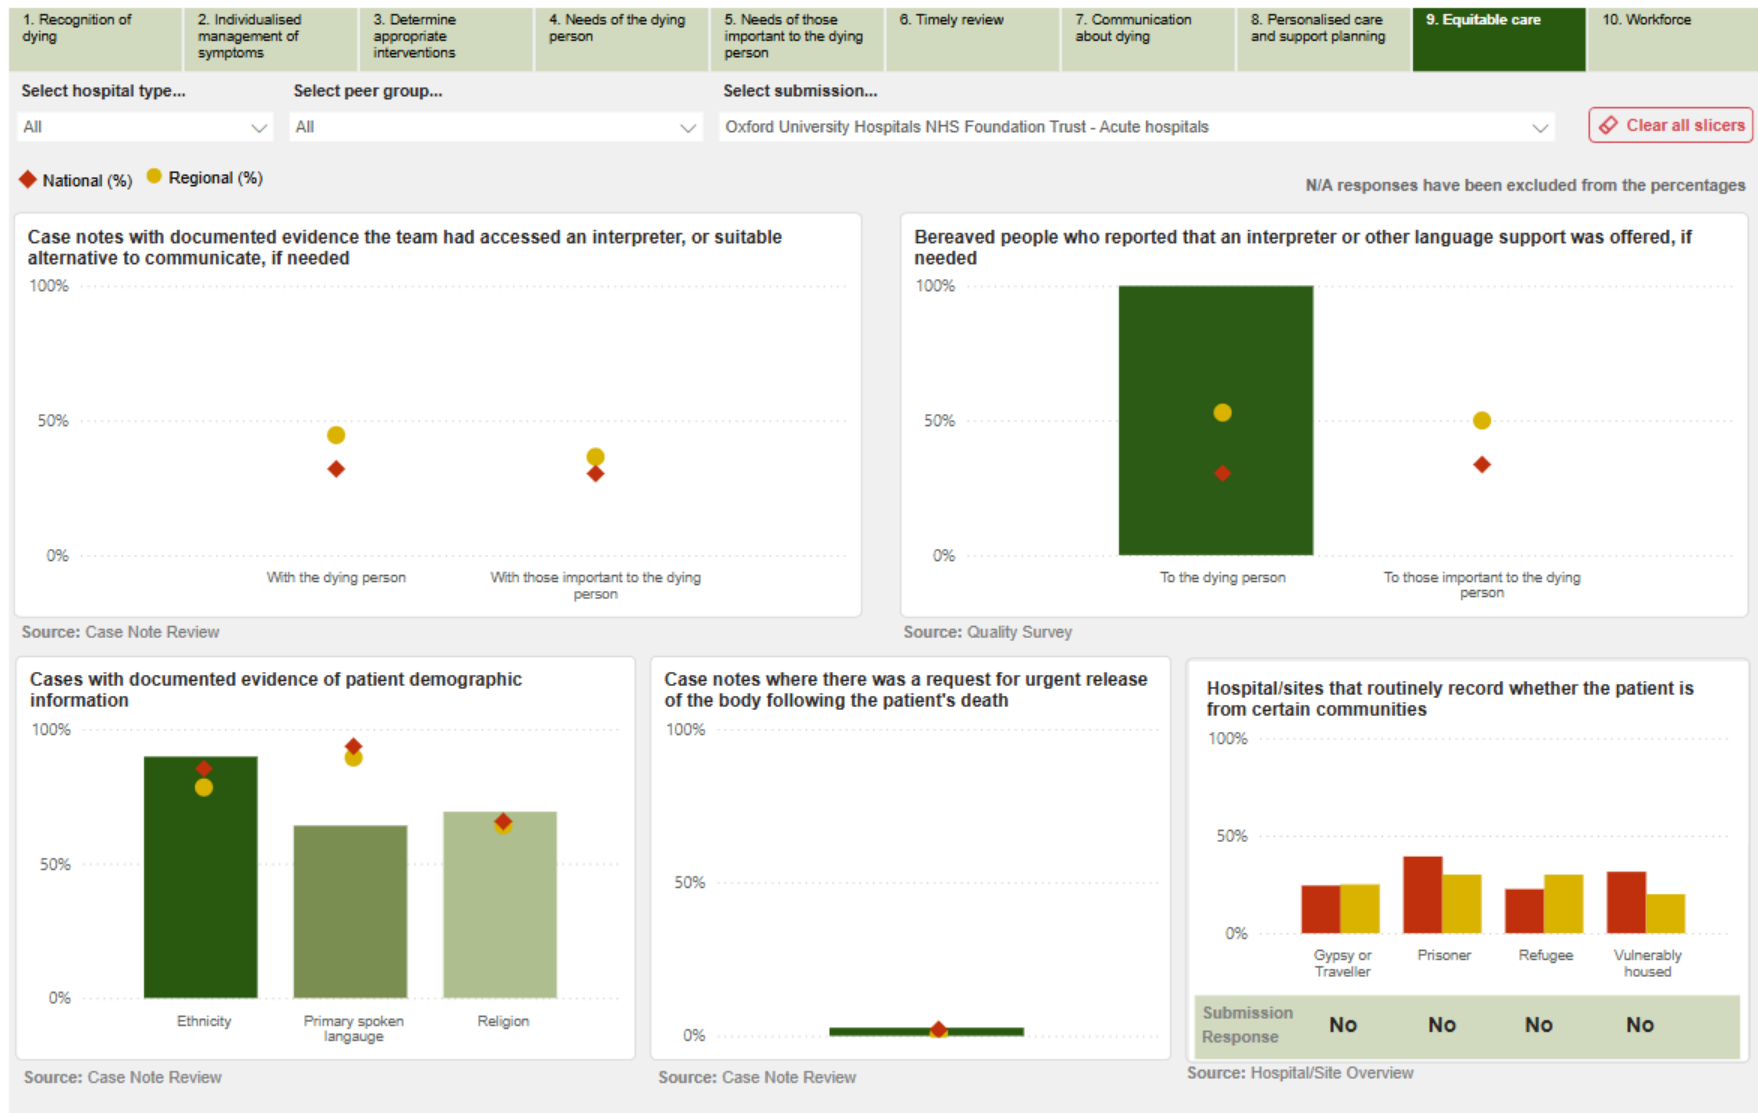 1. Recognition of
dying
2. Individualised
management of
symptoms
3. Determine
appropriate
interventions
4. Needs of the dying
person
5. Needs of those
important to the dying
person
6. Timely review
7. Communication
about dying
8. Personalised care
and support planning
9. Equitable care
10. Workforce
Select hospital type...
Select peer group...
Select submission...
All
All
Oxford University Hospitals NHS Foundation Trust - Acute hospitals
Clear all slicers
National (%)
Regional (%)
N/A responses have been excluded from the percentages
Case notes with documented evidence the team had accessed an interpreter, or suitable
alternative to communicate, if needed
100%
50%
0%
With the dying person
With those important to the dying
person
Source: Case Note Review
Bereaved people who reported that an interpreter or other language support was offered, if
needed
100%
50%
0%
To the dying person
To those important to the dying
person
Source: Quality Survey
Cases with documented evidence of patient demographic
information
100%
50%
0%
Ethnicity
Primary spoken
langauge
Religion
Source: Case Note Review
Case notes where there was a request for urgent release
of the body following the patient's death
100%
50%
0%
Source: Case Note Review
Hospital/sites that routinely record whether the patient is
from certain communities
100%
50%
0%
Gypsy or
Traveller
Prisoner
Refugee
Vulnerably
housed
Submission
Response
No
No
No
No
Source: Hospital/Site Overview